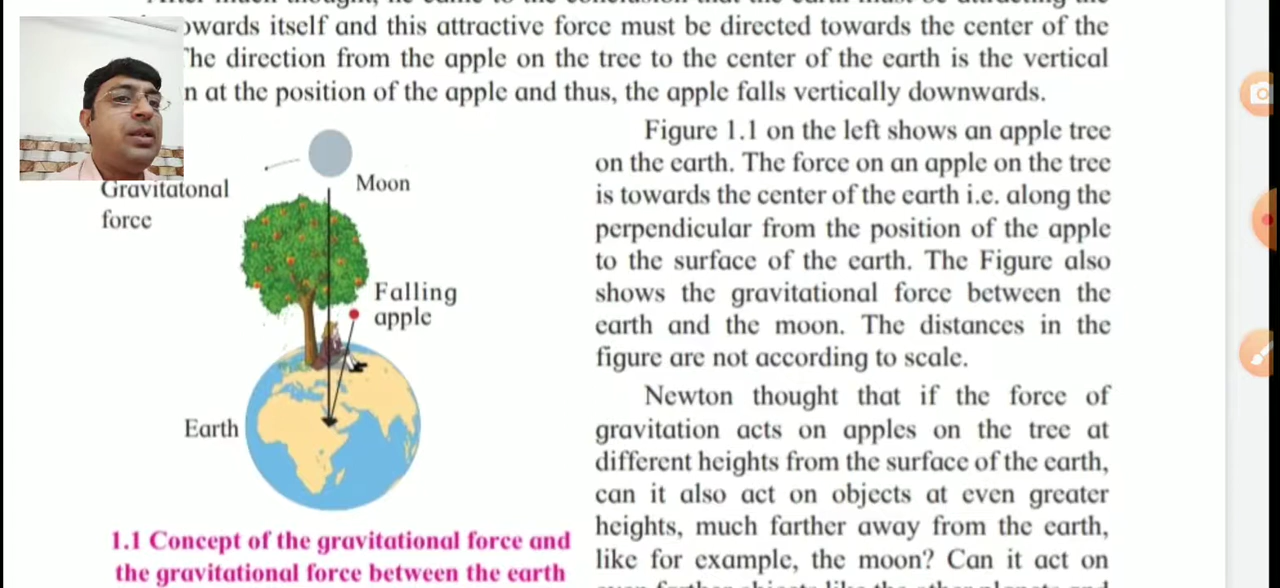 owards itself and this attractive force must be directed towards the center of the
he direction from the apple on the tree to the center of the earth is the vertical
n at the position of the apple and thus, the apple falls vertically downwards.
Gravitatonal
force
Moon
Falling
apple
Earth
1.1 Concept of the gravitational force and
the gravitational force between the earth
Figure 1.1 on the left shows an apple tree
on the earth. The force on an apple on the tree
is towards the center of the earth i.e. along the
perpendicular from the position of the apple
to the surface of the earth. The Figure also
shows the gravitational force between the
earth and the moon. The distances in the
figure are not according to scale.
Newton thought that if the force of
gravitation acts on apples on the tree at
different heights from the surface of the earth,
can it also act on objects at even greater
heights, much farther away from the earth,
like for example, the moon? Can it act on